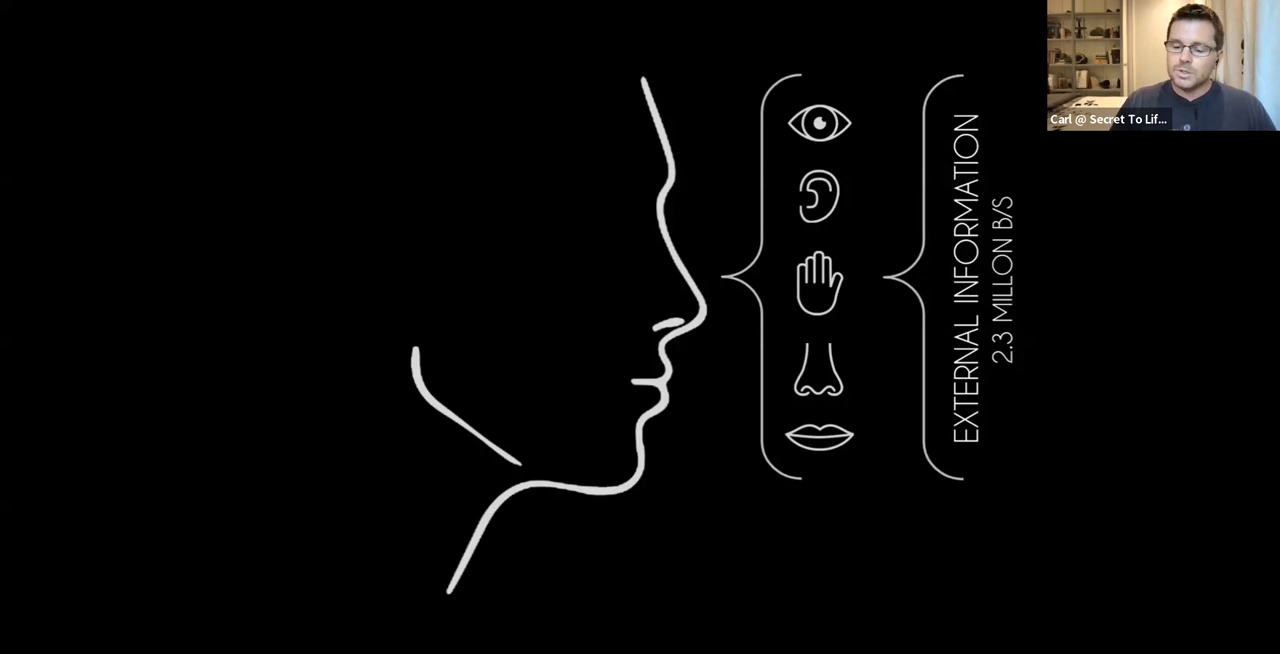 Carl @ Secret To Lif...
EXTERNAL INFORMATION
2.3 MILLON B/S